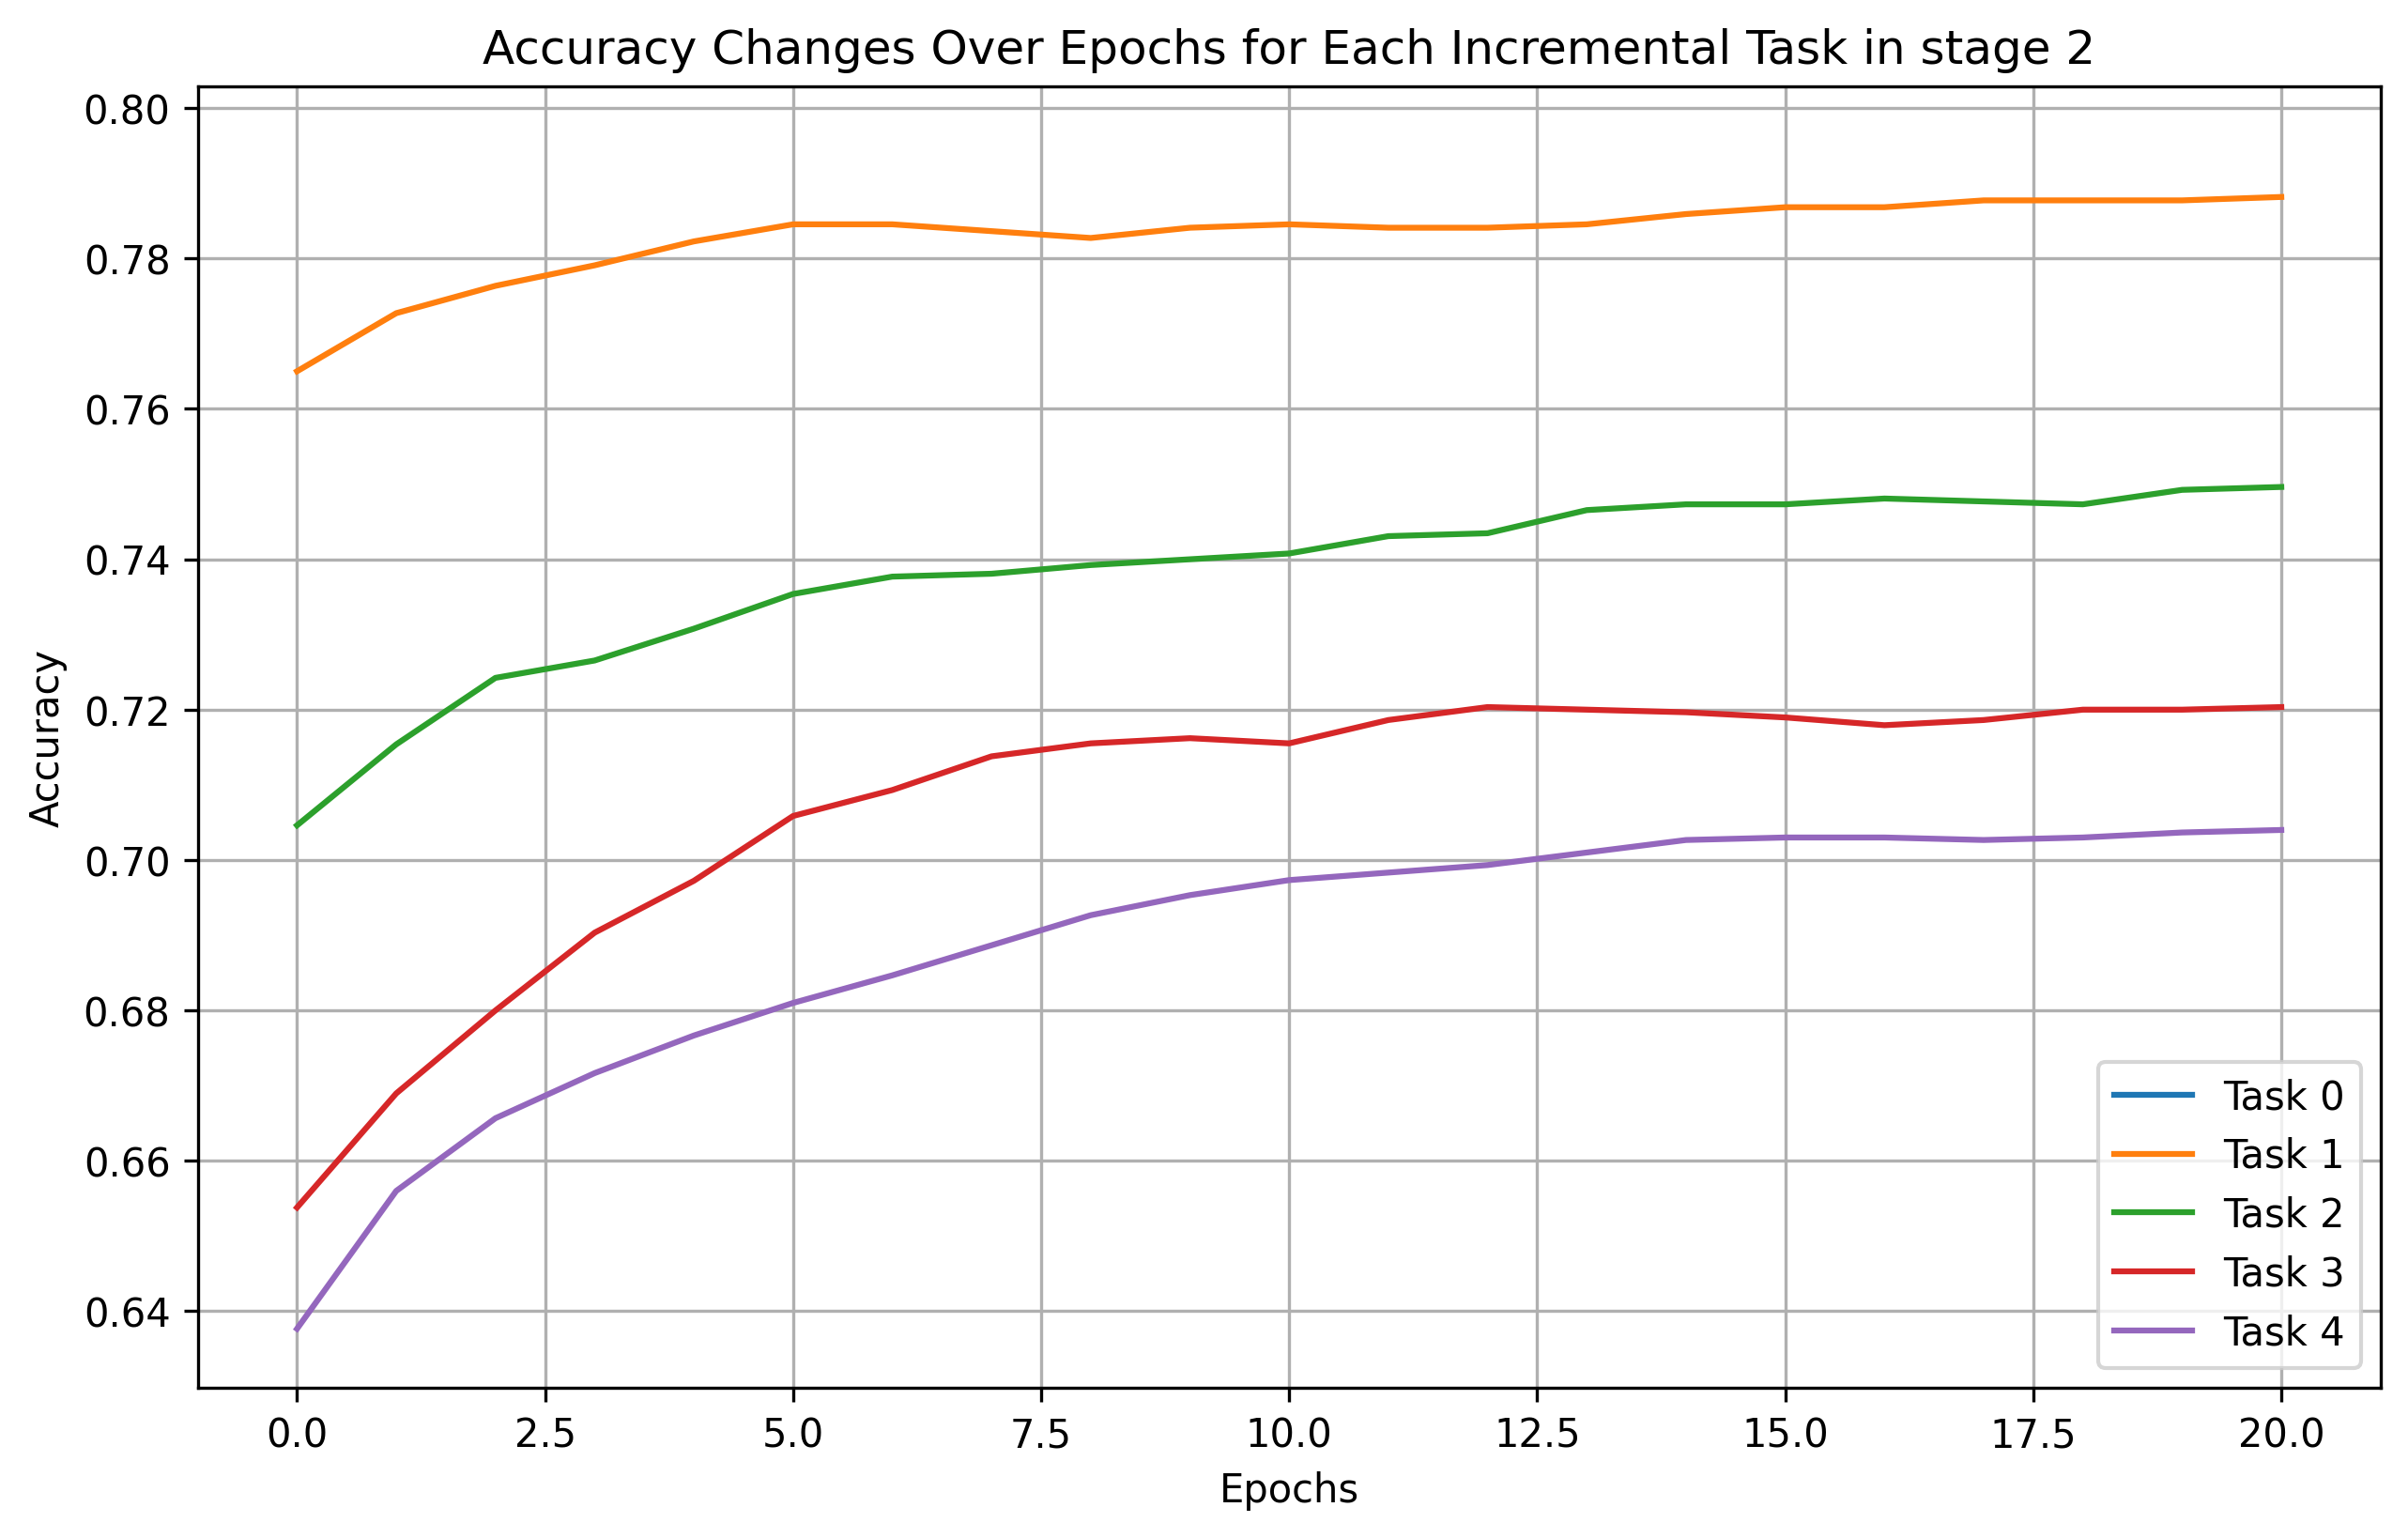 Accuracy Changes Over Epochs for Each Incremental Task in stage 2
0.80
0.78
0.76
0.74
0.72
0.70
0.68
0.66
0.64
Accuracy
0.0 2.5 5.0 7.5 10.0 12.5 15.0 17.5 20.0
Epochs
Task 0
Task 1
Task 2
Task 3
Task 4